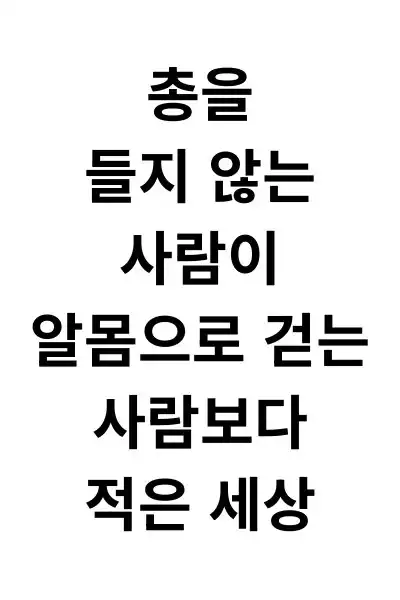 총을
들지 않는
사람이
알몸으로 걷는
사람보다
적은 세상